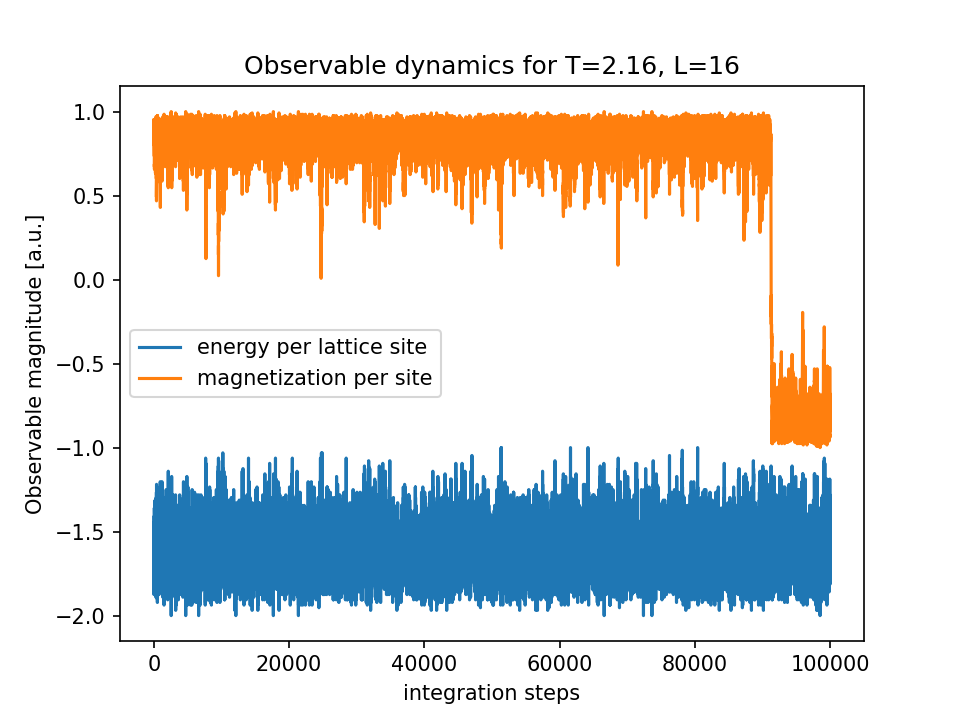 Observable dynamics for T=2.16, L=16
Observable magnitude [a.u.]
1.0
0.5
0.0
−0.5
−1.0
−1.5
−2.0
energy per lattice site
magnetization per site
0 20000 40000 60000 80000 100000
integration steps